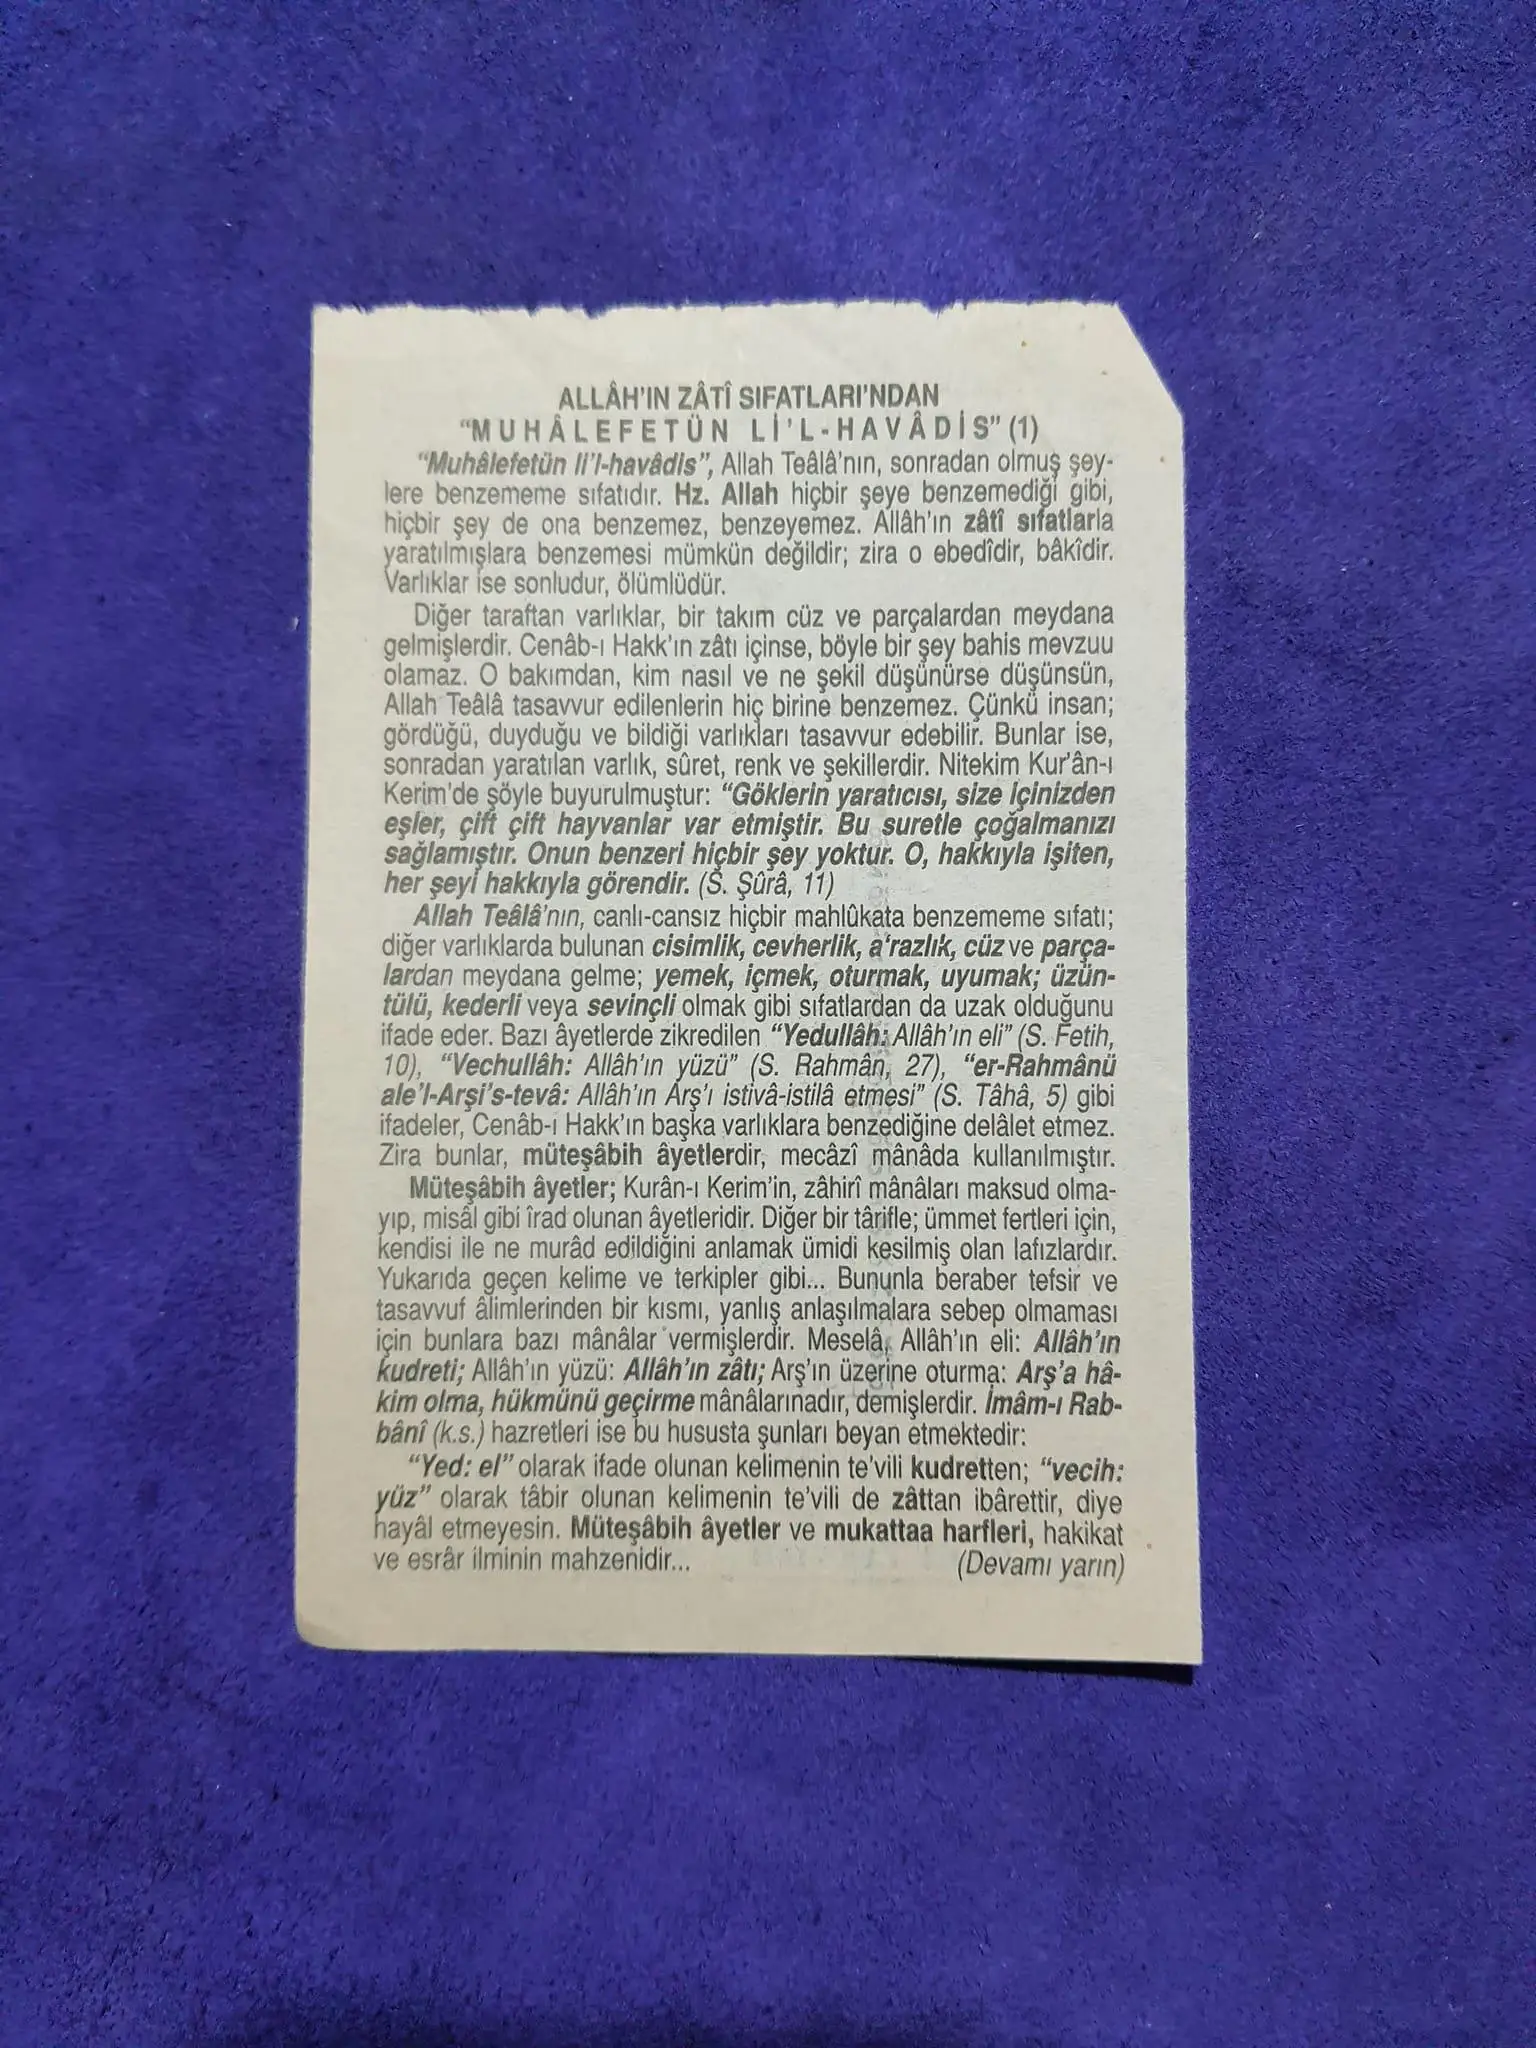 ALLÂH'IN ZÂTÎ SIFATLARI'NDAN
"MUHÂLEFETÜN Lİ'L-HAVÂDİS" (1)
"Muhâlefetün li'l-havâdis", Allah Teâlâ'nın, sonradan olmuş şey-
lere benzememe sıfatıdır. Hz. Allah hiçbir şeye benzemediği gibi,
hiçbir şey de ona benzemez, benzeyemez. Allâh'ın zâtî sıfatlarla
yaratılmışlara benzemesi mümkün değildir; zira o ebedîdir, bâkîdir.
Varlıklar ise sonludur, ölümlüdür.
Diğer taraftan varlıklar, bir takım cüz ve parçalardan meydana
gelmişlerdir. Cenâb-ı Hakk'ın zâtı içinse, böyle bir şey bahis mevzuu
olamaz. O bakımdan, kim nasıl ve ne şekil düşünürse düşünsün,
Allah Teâlâ tasavvur edilenlerin hiç birine benzemez. Çünkü insan;
gördüğü, duyduğu ve bildiği varlıkları tasavvur edebilir. Bunlar ise,
sonradan yaratılan varlık, sûret, renk ve şekillerdir. Nitekim Kur'ân-ı
Kerim'de şöyle buyurulmuştur: "Göklerin yaratıcısı, size içinizden
eşler, çift çift hayvanlar var etmiştir. Bu suretle çoğalmanızı
sağlamıştır. Onun benzeri hiçbir şey yoktur. O, hakkıyla işiten,
her şeyi hakkıyla görendir. (S. Şûrâ, 11)
Allah Teâlâ'nın, canlı-cansız hiçbir mahlûkata benzememe sıfatı;
diğer varlıklarda bulunan cisimlik, cevherlik, a'razlık, cüz ve parça-
lardan meydana gelme; yemek, içmek, oturmak, uyumak; üzün-
tülü, kederli veya sevinçli olmak gibi sıfatlardan da uzak olduğunu
ifade eder. Bazı âyetlerde zikredilen "Yedullâh: Allâh'ın eli" (S. Fetih,
10), "Vechullâh: Allâh'ın yüzü" (S. Rahmân, 27), "er-Rahmânü
ale'l-Arşi's-tevâ: Allâh'ın Arş'ı istivâ-istilâ etmesi" (S. Tâhâ, 5) gibi
ifadeler, Cenâb-ı Hakk'ın başka varlıklara benzediğine delâlet etmez.
Zira bunlar, müteşâbih âyetlerdir, mecâzî mânâda kullanılmıştır.
Müteşâbih âyetler; Kurân-ı Kerim'in, zâhirî mânâları maksud olma-
yıp, misâl gibi îrad olunan âyetleridir. Diğer bir târifle; ümmet fertleri için,
kendisi ile ne murâd edildiğini anlamak ümidi kesilmiş olan lafızlardır.
Yukarıda geçen kelime ve terkipler gibi... Bununla beraber tefsir ve
tasavvuf âlimlerinden bir kısmı, yanlış anlaşılmalara sebep olmaması
için bunlara bazı mânâlar vermişlerdir. Meselâ, Allâh'ın eli: Allâh'ın
kudreti; Allâh'ın yüzü: Allâh'ın zâtı; Arş'ın üzerine oturma: Arş'a hâ-
kim olma, hükmünü geçirme mânâlarınadır, demişlerdir. İmâm-ı Rab-
bânî (k.s.) hazretleri ise bu hususta şunları beyan etmektedir:
"Yed: el" olarak ifade olunan kelimenin te'vili kudretten; "vecih:
yüz" olarak tâbir olunan kelimenin te'vili de zâttan ibârettir, diye
hayâl etmeyesin. Müteşâbih âyetler ve mukattaa harfleri, hakikat
ve esrâr ilminin mahzenidir... (Devamı yarın)